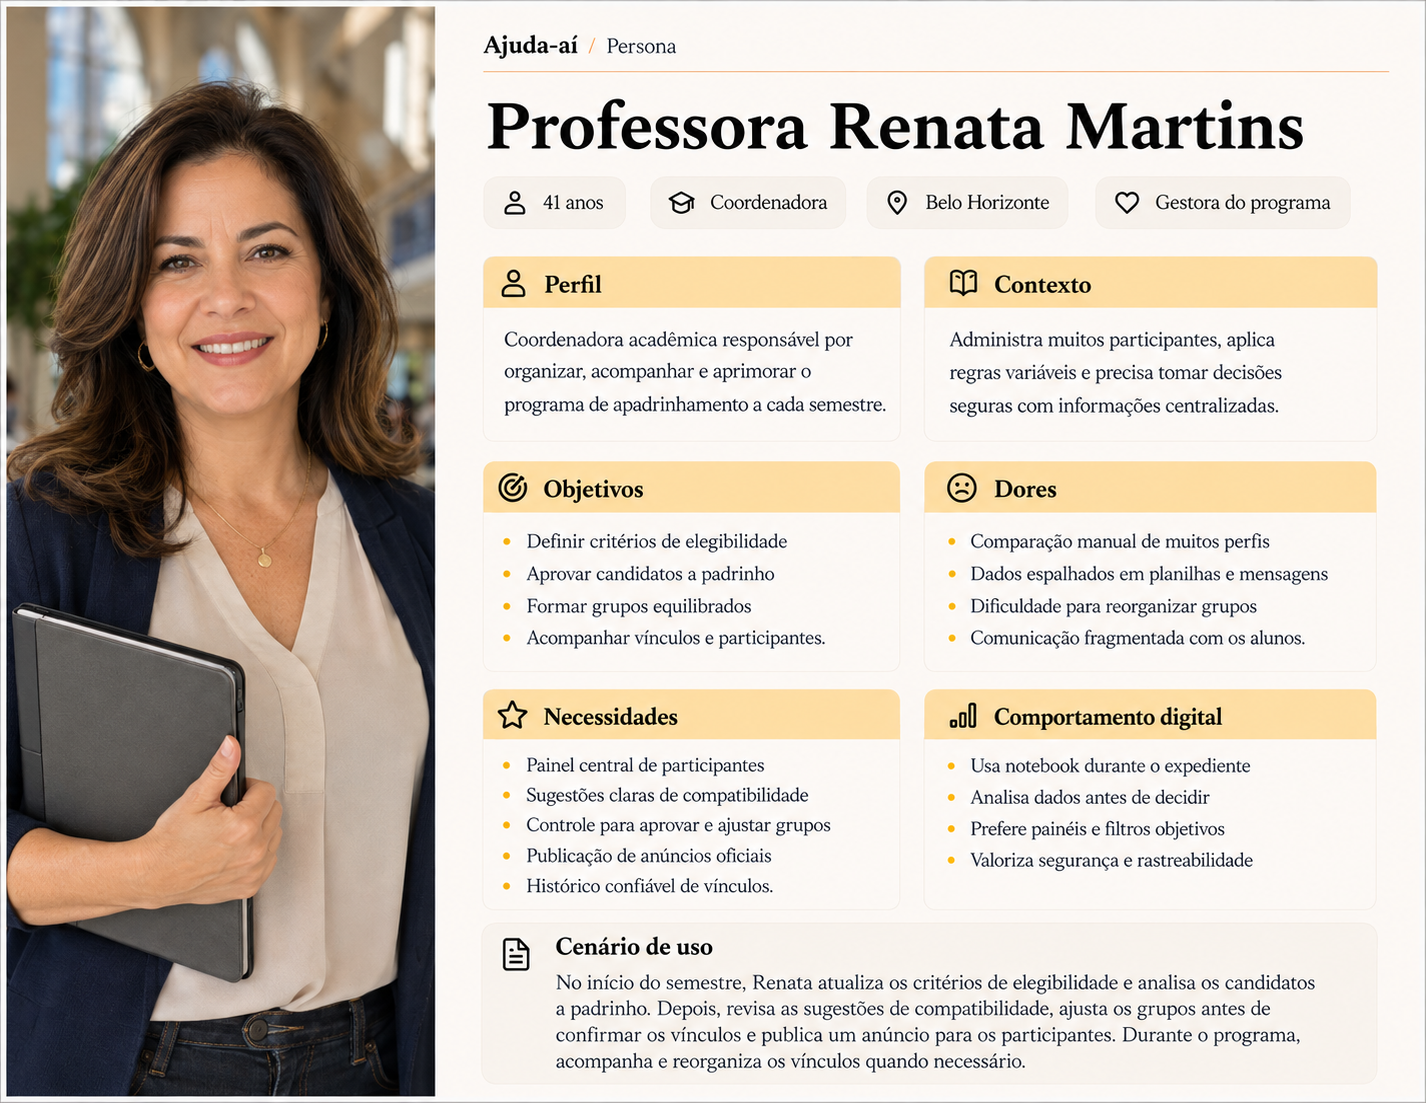 Ajuda-aí / Persona
Professora Renata Martins
41 anos
Coordenadora
Belo Horizonte
Gestora do programa
Perfil
Coordenadora acadêmica responsável por
organizar, acompanhar e aprimorar o
programa de apadrinhamento a cada semestre.
Contexto
Administra muitos participantes, aplica
regras variáveis e precisa tomar decisões
seguras com informações centralizadas.
Objetivos
• Definir critérios de elegibilidade
• Aprovar candidatos a padrinho
• Formar grupos equilibrados
• Acompanhar vínculos e participantes.
Dores
• Comparação manual de muitos perfis
• Dados espalhados em planilhas e mensagens
• Dificuldade para reorganizar grupos
• Comunicação fragmentada com os alunos.
Necessidades
• Painel central de participantes
• Sugestões claras de compatibilidade
• Controle para aprovar e ajustar grupos
• Publicação de anúncios oficiais
• Histórico confiável de vínculos.
Comportamento digital
• Usa notebook durante o expediente
• Analisa dados antes de decidir
• Prefere painéis e filtros objetivos
• Valoriza segurança e rastreabilidade
Cenário de uso
No início do semestre, Renata atualiza os critérios de elegibilidade e analisa os candidatos
a padrinho. Depois, revisa as sugestões de compatibilidade, ajusta os grupos antes de
confirmar os vínculos e publica um anúncio para os participantes. Durante o programa,
acompanha e reorganiza os vínculos quando necessário.